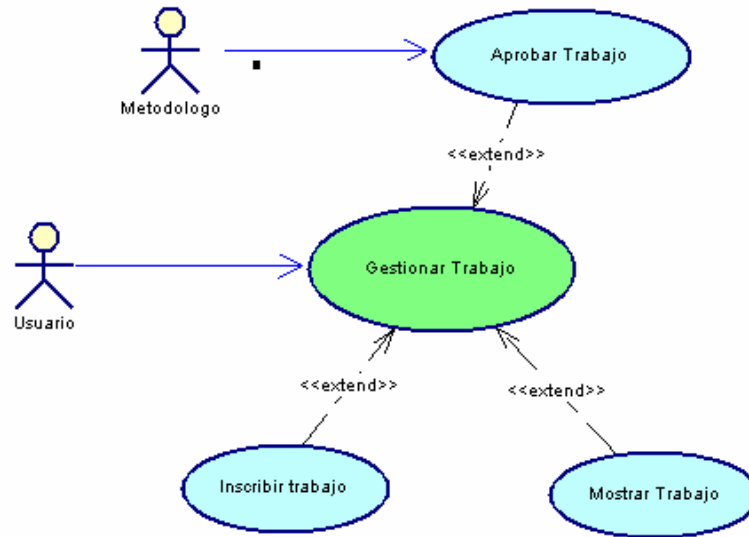 Aprobar Trabajo
Metodologo
<<extend>>
Gestionar Trabajo
Usuario
<<extend>>
<<extend>>
Inscribir trabajo
Mostrar Trabajo